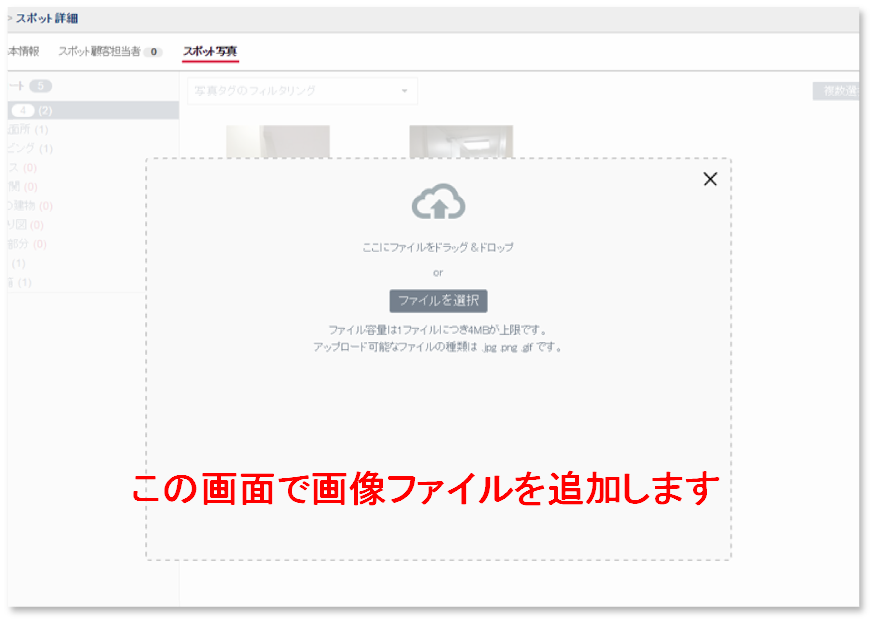 > スポット詳細
本情報 スポット顧客担当者 0 スポット写真
ート 5
写真タグのフィルタリング
複数選
4 (2)
面所 (1)
ビング (1)
ス (0)
関 (0)
建物 (0)
り図 (0)
部分 (0)
(1)
(1)
ここにファイルをドラッグ&ドロップ
or
ファイルを選択
ファイル容量は1ファイルにつき4MBが上限です。
アップロード可能なファイルの種類は .jpg .png .gif です。
この画面で画像ファイルを追加します